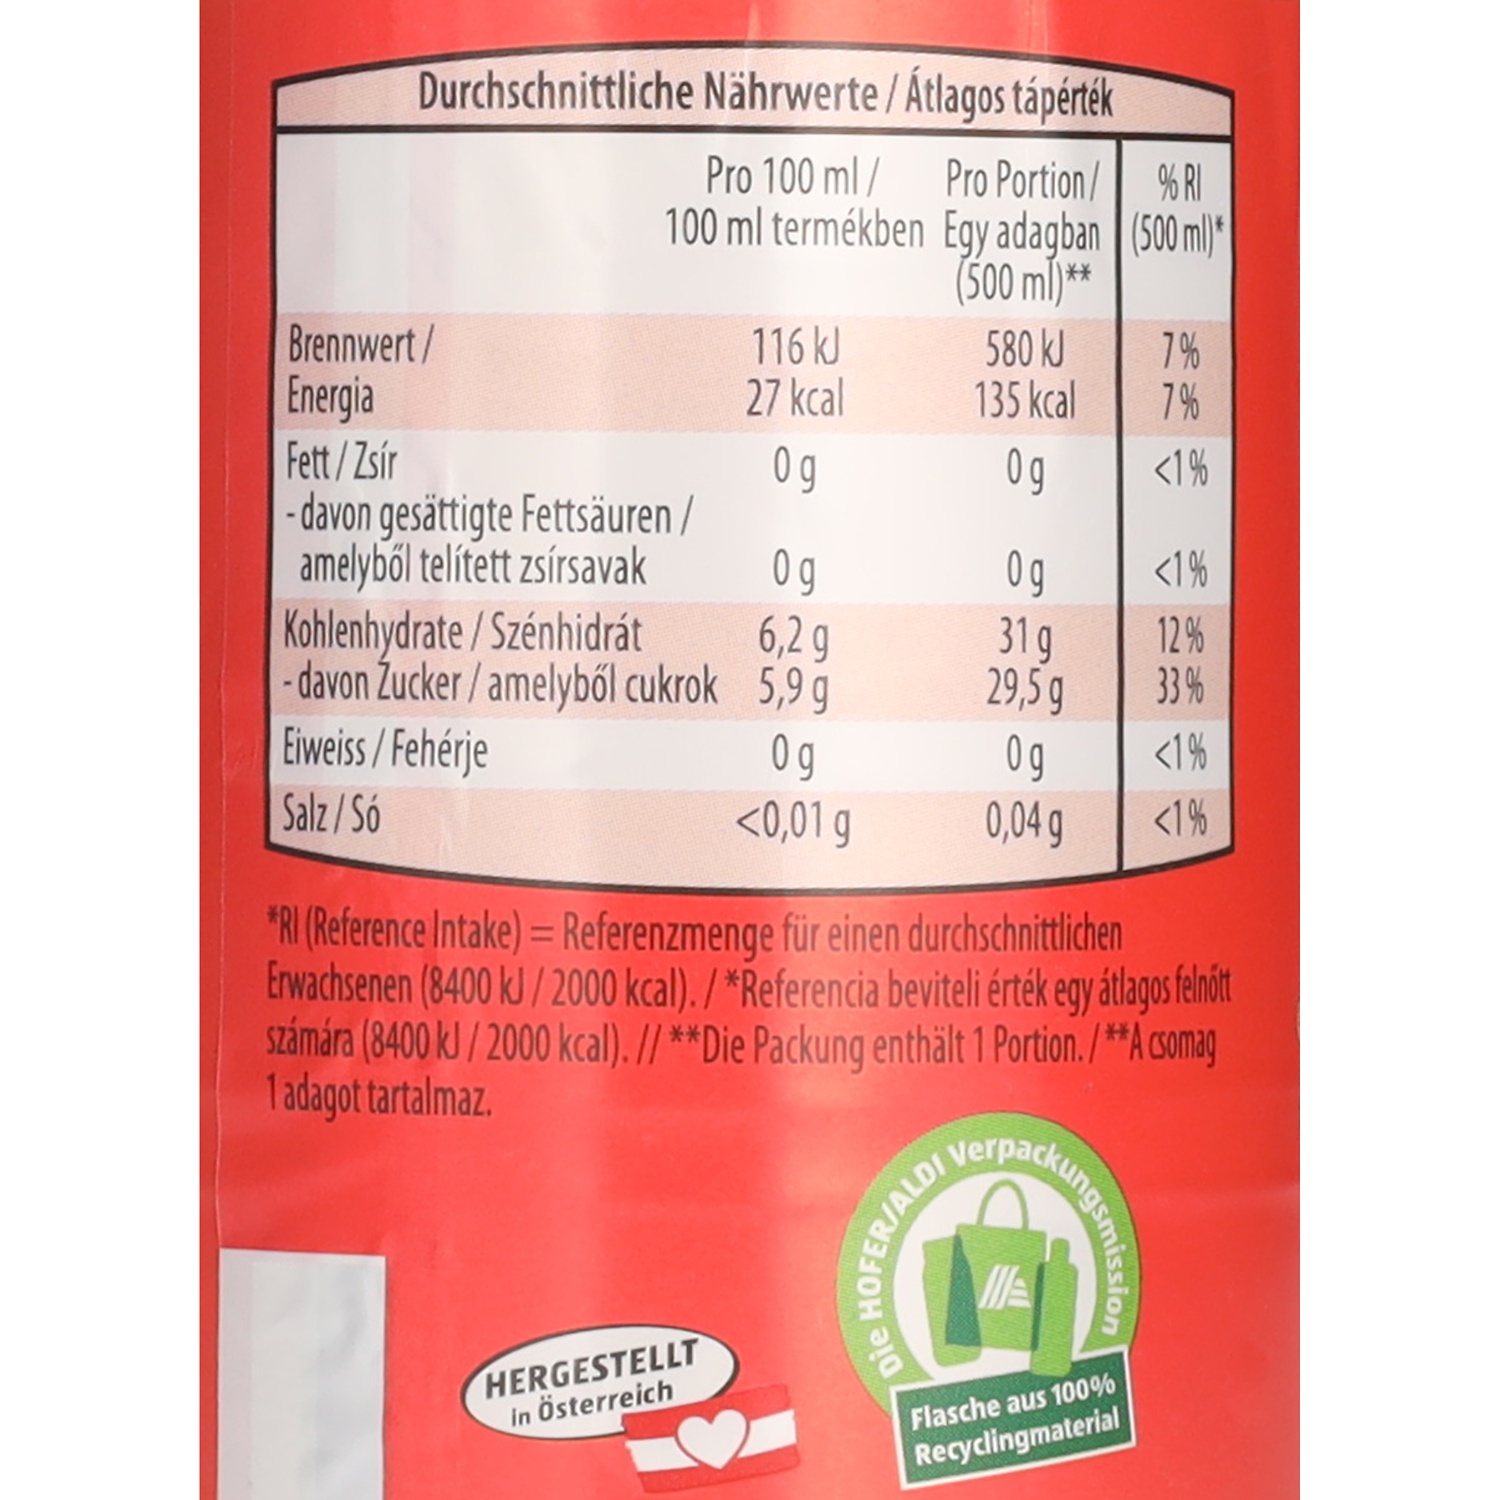 Durchschnittliche Nährwerte / Átlagos tápérték
Pro 100 ml / Pro Portion / % RI
100 ml termékben Egy adagban (500 ml)*
(500 ml)**
Brennwert / 116 kJ 580 kJ 7 %
Energia 27 kcal 135 kcal 7 %
Fett / Zsír 0 g 0 g <1 %
- davon gesättigte Fettsäuren /
amelyből telített zsírsavak 0 g 0 g <1 %
Kohlenhydrate / Szénhidrát 6,2 g 31 g 12 %
- davon Zucker / amelyből cukrok 5,9 g 29,5 g 33 %
Eiweiss / Fehérje 0 g 0 g <1 %
Salz / Só <0,01 g 0,04 g <1 %
*RI (Reference Intake) = Referenzmenge für einen durchschnittlichen
Erwachsenen (8400 kJ / 2000 kcal). / *Referencia beviteli érték egy átlagos felnőtt
számára (8400 kJ / 2000 kcal). // **Die Packung enthält 1 Portion. / **A csomag
1 adagot tartalmaz.
Die HOFER/ALDI Verpackungsmission
Flasche aus 100%
Recyclingmaterial
HERGESTELLT
in Österreich